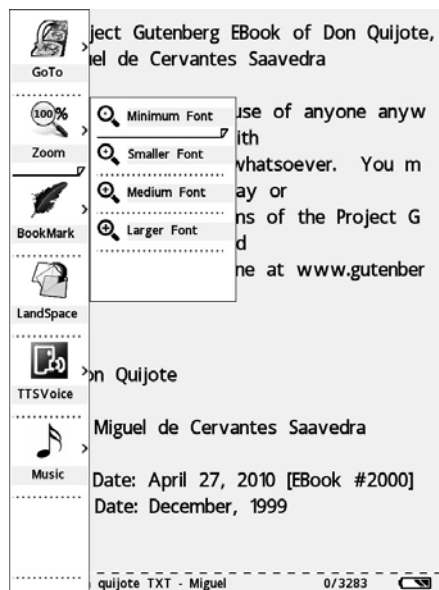 GoTo
100%
Zoom
BookMark
LandSpace
TTSVoice
Music
Minimum Font
Smaller Font
Medium Font
Larger Font
ject Gutenberg EBook of Don Quijote,
el de Cervantes Saavedra
use of anyone anyw
ith
whatsoever. You m
ay or
ns of the Project G
d
ne at www.gutenber
on Quijote
Miguel de Cervantes Saavedra
Date: April 27, 2010 [EBook #2000]
Date: December, 1999
quijote TXT - Miguel
0/3283